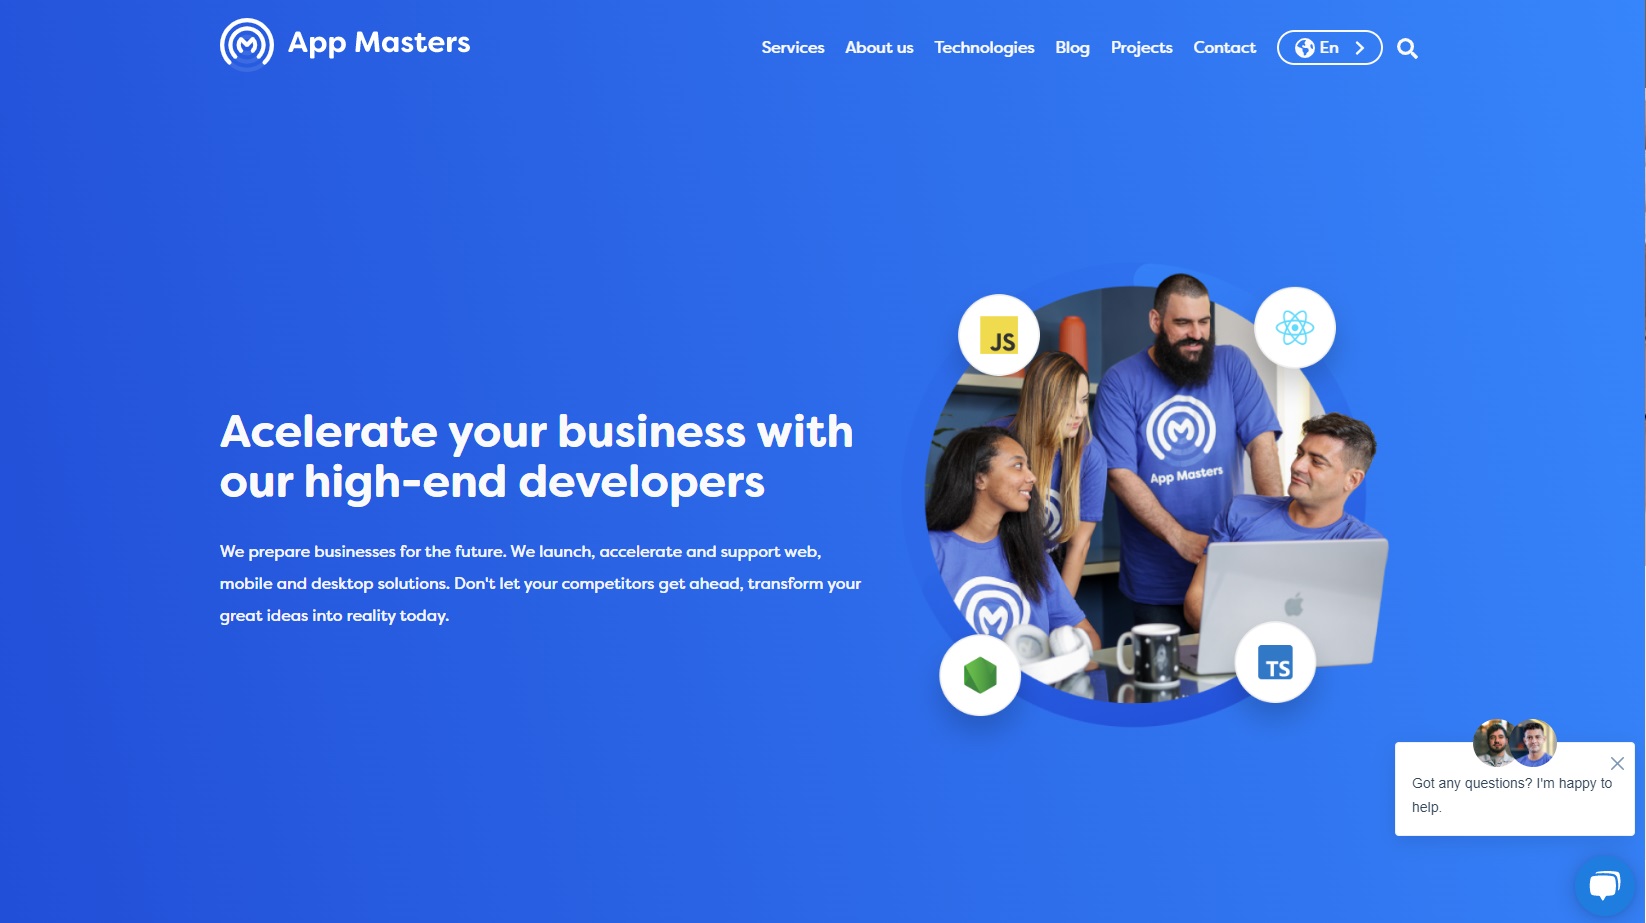 App Masters
Services
About us
Technologies
Blog
Projects
Contact
En
Acelerate your business with
our high-end developers
We prepare businesses for the future. We launch, accelerate and support web,
mobile and desktop solutions. Don't let your competitors get ahead, transform your
great ideas into reality today.
JS
App Masters
TS
Got any questions? I'm happy to
help.